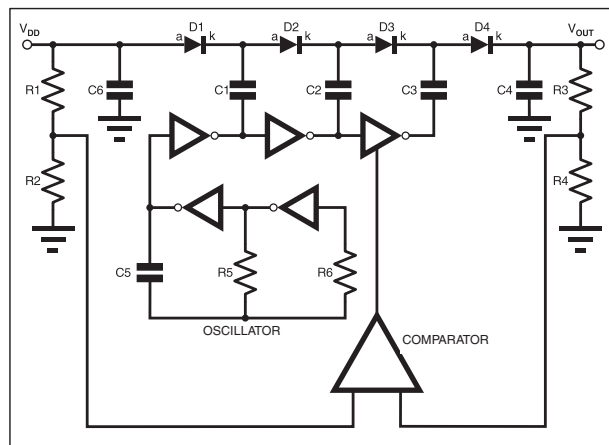 VDD
a D1 k
a D2 k
a D3 k
a D4 k
VOUT
R1
C6
C1
C2
C3
C4
R3
R2
R4
C5
R5
R6
OSCILLATOR
COMPARATOR